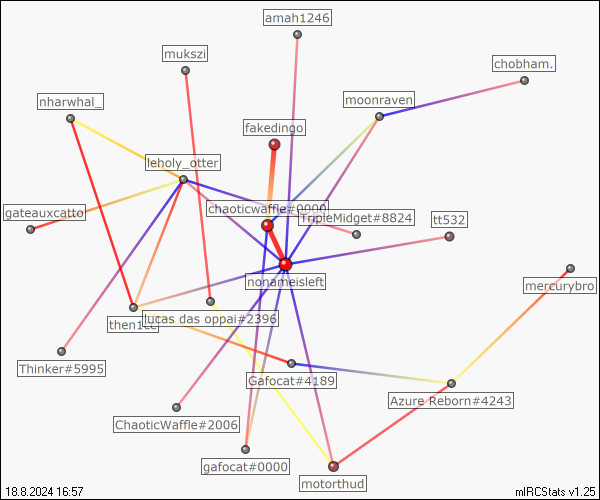 amah1246
mukszi
chobham.
nharwhal_
moonraven
fakedingo
leholy_otter
chaoticwaffle#0000
gateauxcatto
TripleMidget#8824
tt532
nonameisleft
mercurybro
lucas das oppai#2396
Thinker#5995
Gafocat#4189
Azure Reborn#4243
ChaoticWaffle#2006
gafocat#0000
motorthud
18.8.2024 16:57
mIRCStats v1.25